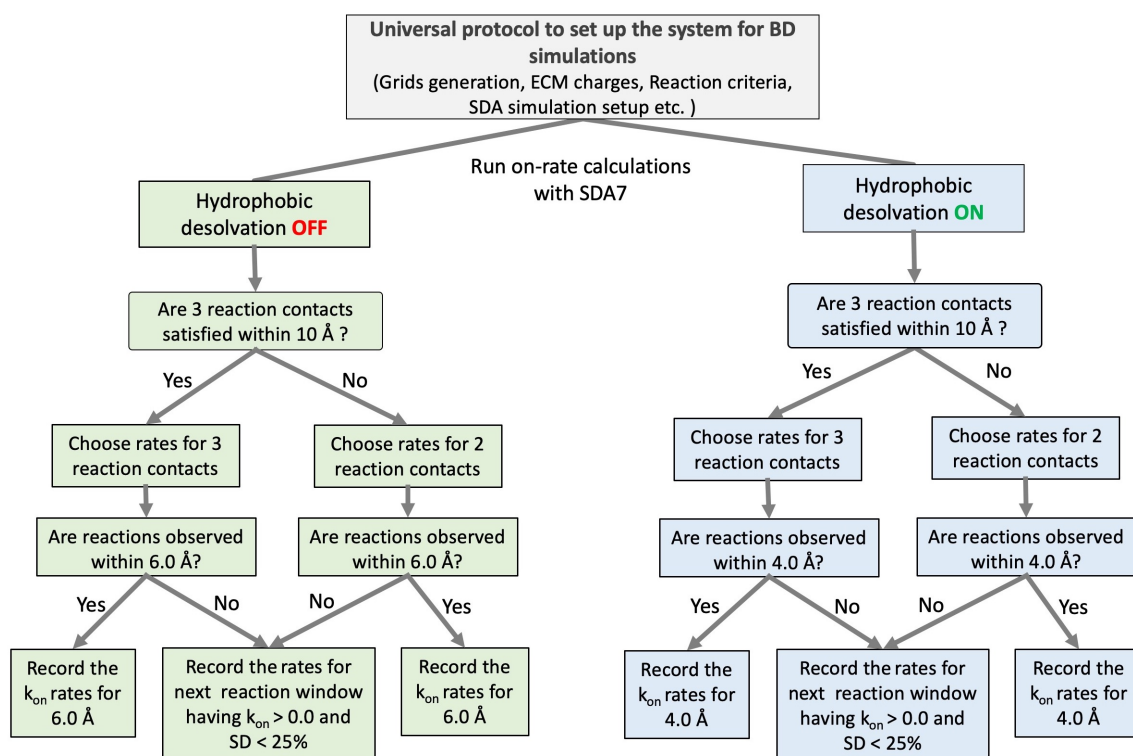 Universal protocol to set up the system for BD
simulations
(Grids generation, ECM charges, Reaction criteria,
SDA simulation setup etc. )
Run on-rate calculations
with SDA7
Hydrophobic
desolvation OFF
Are 3 reaction contacts
satisfied within 10 Å ?
Yes
No
Choose rates for 3
reaction contacts
Choose rates for 2
reaction contacts
Are reactions observed
within 6.0 Å?
Are reactions observed
within 6.0 Å?
Yes
No
No
Yes
Record the
kon rates for
6.0 Å
Record the rates for
next reaction window
having kon > 0.0 and
SD < 25%
Record the
kon rates for
6.0 Å
Hydrophobic
desolvation ON
Are 3 reaction contacts
satisfied within 10 Å ?
Yes
No
Choose rates for 3
reaction contacts
Choose rates for 2
reaction contacts
Are reactions observed
within 4.0 Å?
Are reactions observed
within 4.0 Å?
Yes
No
No
Yes
Record the
kon rates for
4.0 Å
Record the rates for
next reaction window
having kon > 0.0 and
SD < 25%
Record the
kon rates for
4.0 Å